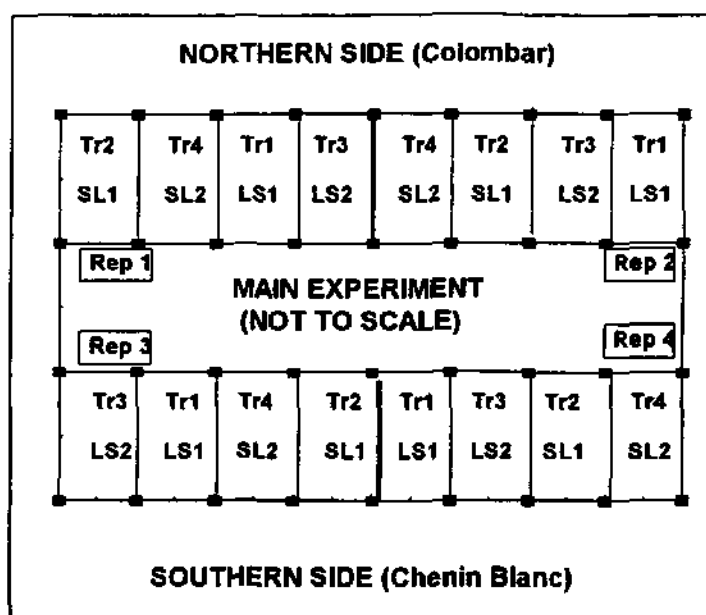 NORTHERN SIDE (Colombar)
Tr2 Tr4 Tr1 Tr3 Tr4 Tr2 Tr3 Tr1
SL1 SL2 LS1 LS2 SL2 SL1 LS2 LS1
Rep 1 Rep 2
MAIN EXPERIMENT
(NOT TO SCALE)
Rep 3 Rep 4
Tr3 Tr1 Tr4 Tr2 Tr1 Tr3 Tr2 Tr4
LS2 LS1 SL2 SL1 LS1 LS2 SL1 SL2
SOUTHERN SIDE (Chenin Blanc)